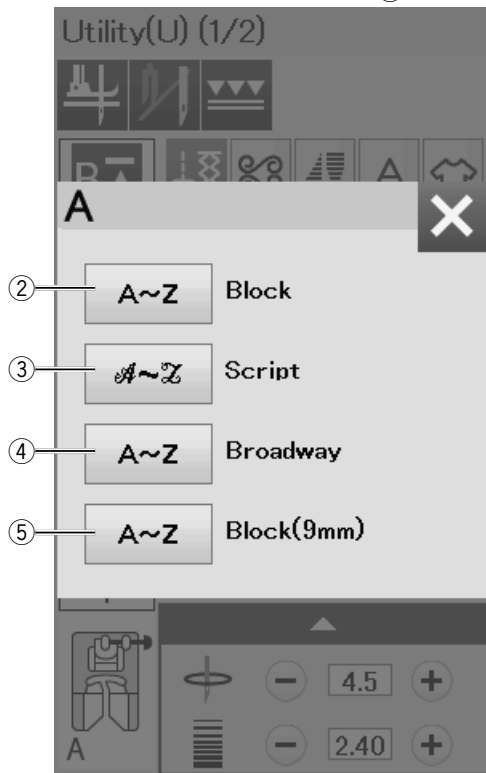 Utility(U) (1/2)
B
A
A
② A~Z Block
③ A~Z Script
④ A~Z Broadway
⑤ A~Z Block(9mm)
4.5
A
2.40